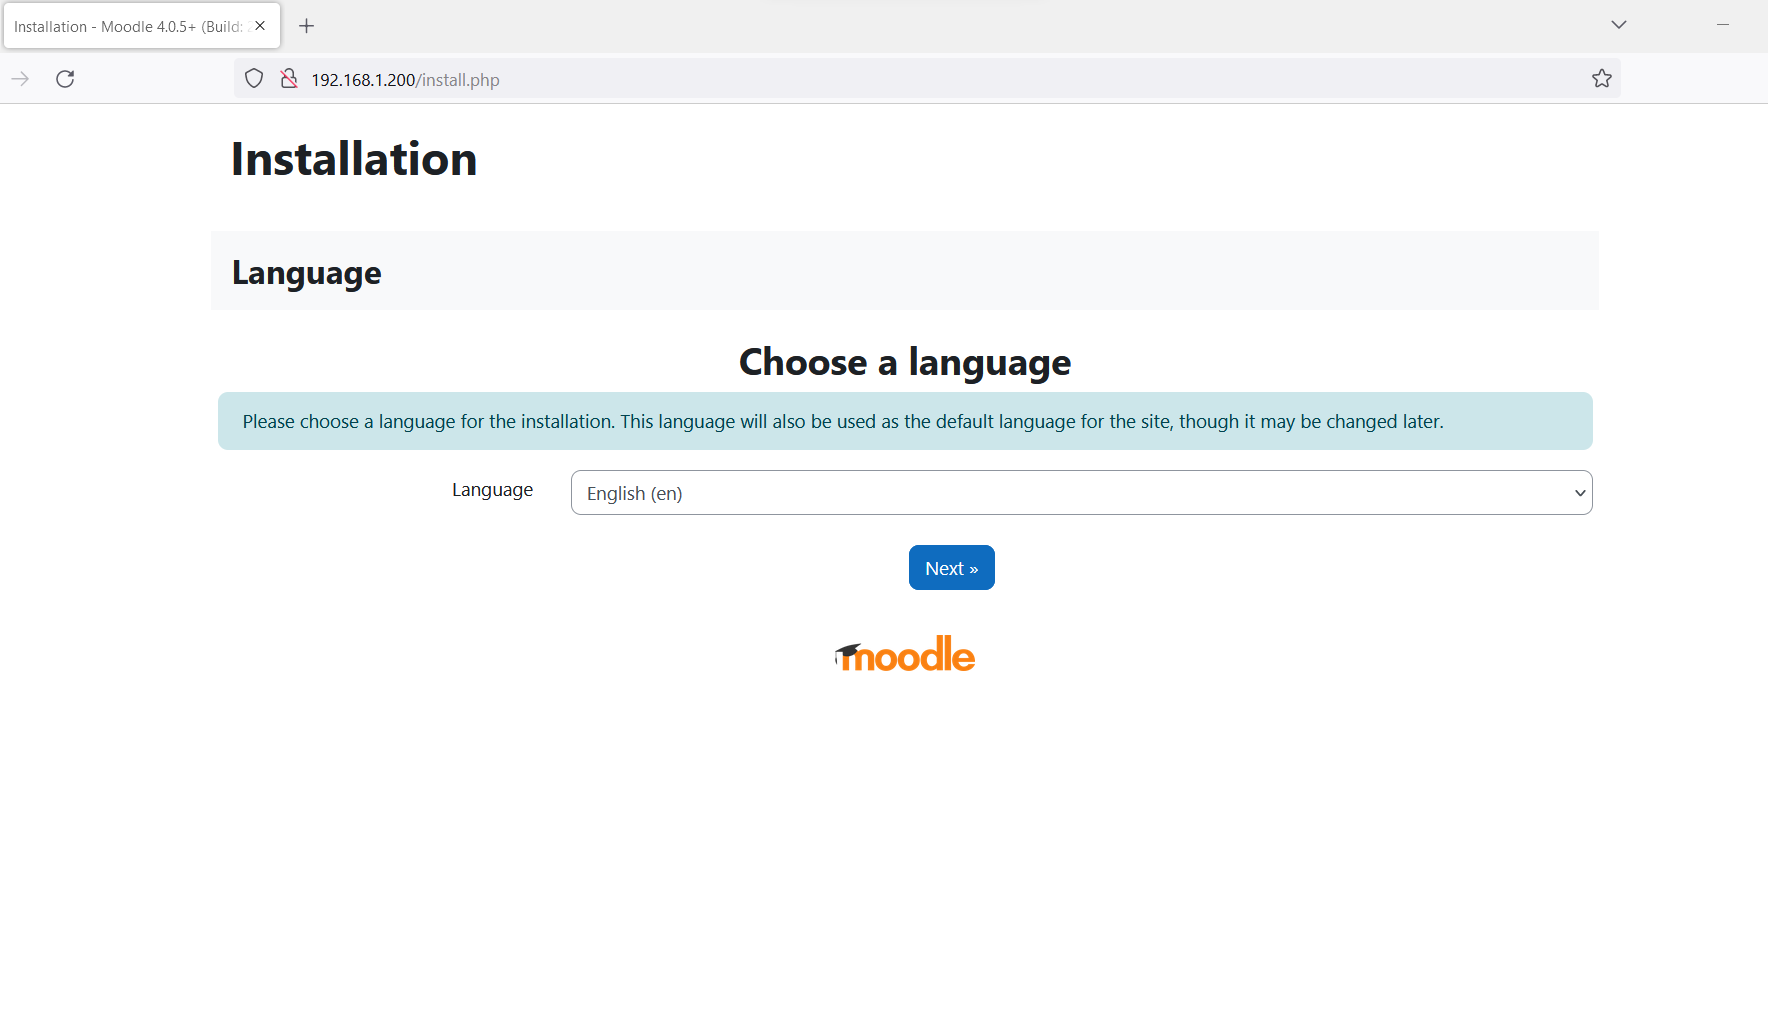 Installation - Moodle 4.0.5+ (Build:
192.168.1.200/install.php
Installation
Language
Choose a language
Please choose a language for the installation. This language will also be used as the default language for the site, though it may be changed later.
Language
English (en)
Next »
moodle